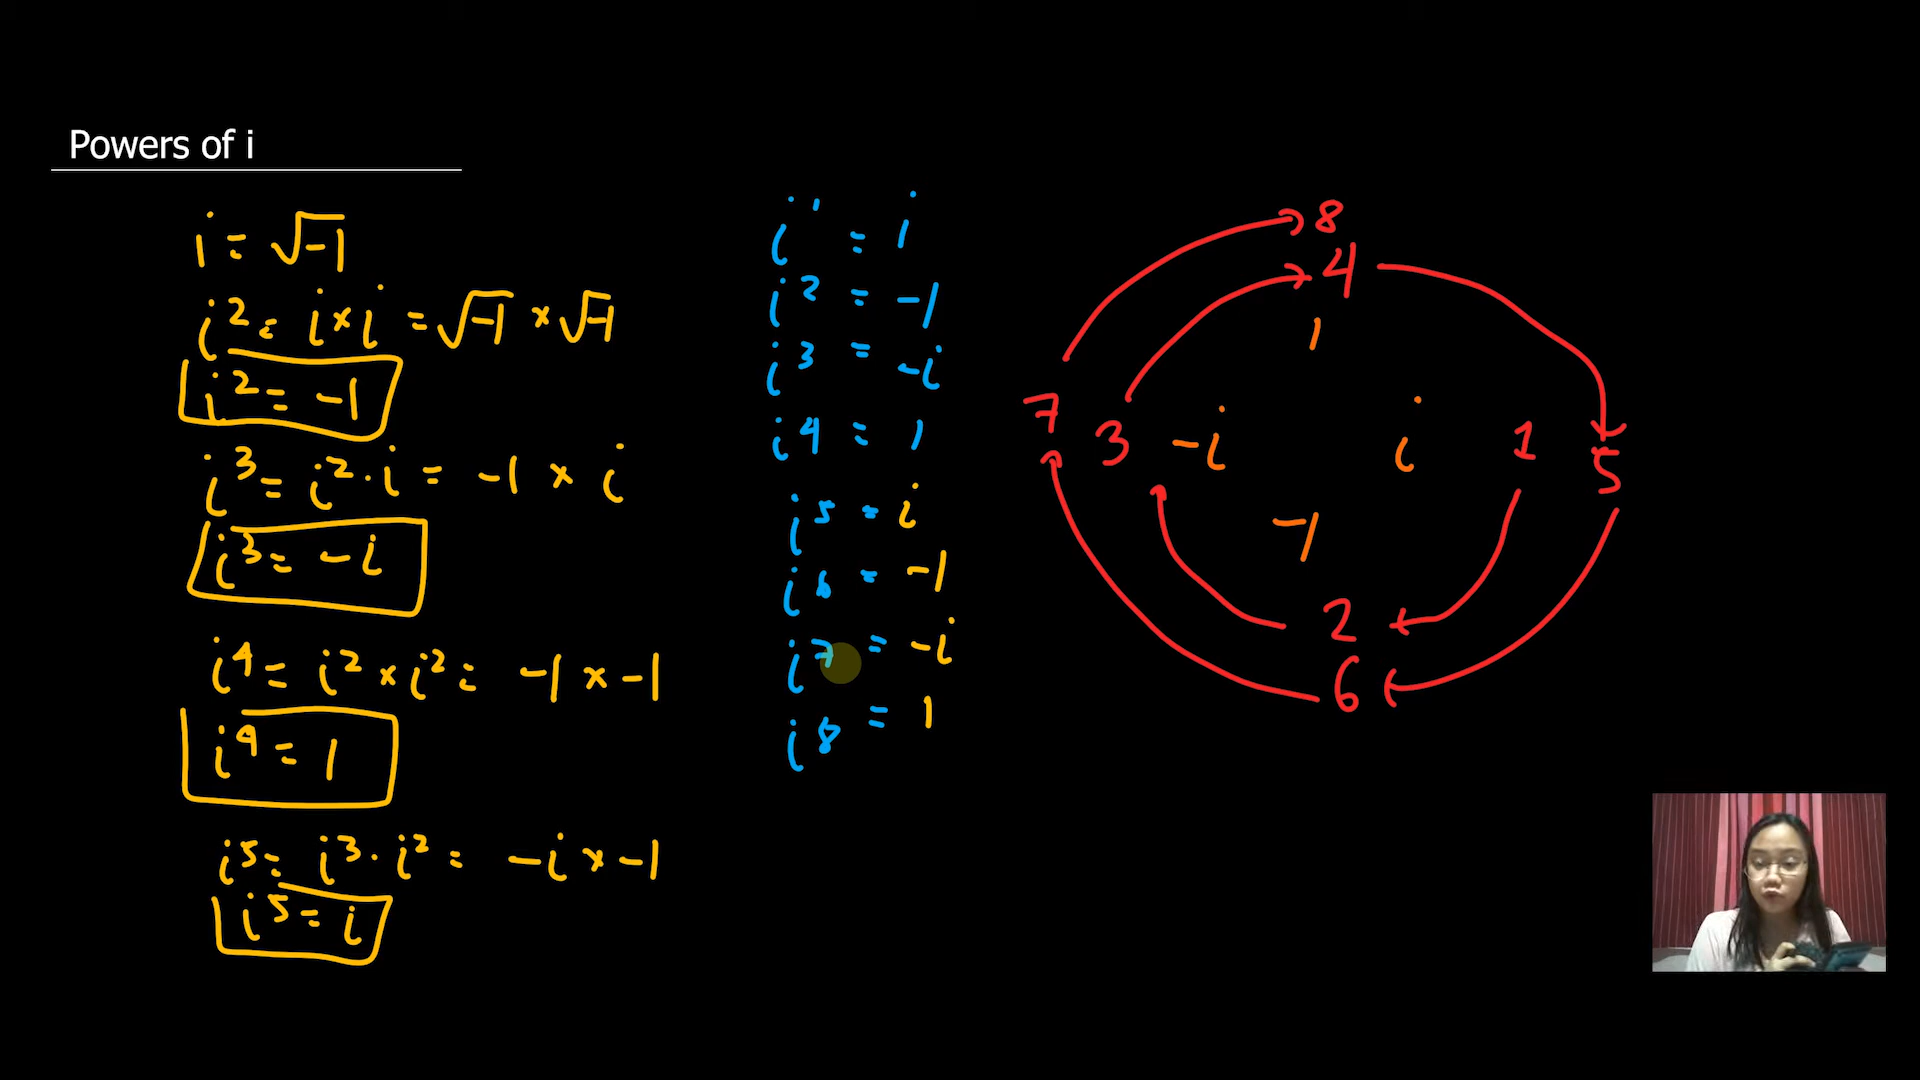 Powers of i
i = √-1
i² = i × i = √-1 × √-1
i² = -1
i³ = i² · i = -1 × i
i³ = -i
i⁴ = i² × i² = -1 × -1
i⁴ = 1
i⁵ = i³ · i² = -i × -1
i⁵ = i
i¹ = i
i² = -1
i³ = -i
i⁴ = 1
i⁵ = i
i⁶ = -1
i⁷ = -i
i⁸ = 1
8
4
1
7
3 -i i 1 5
-1
2
6